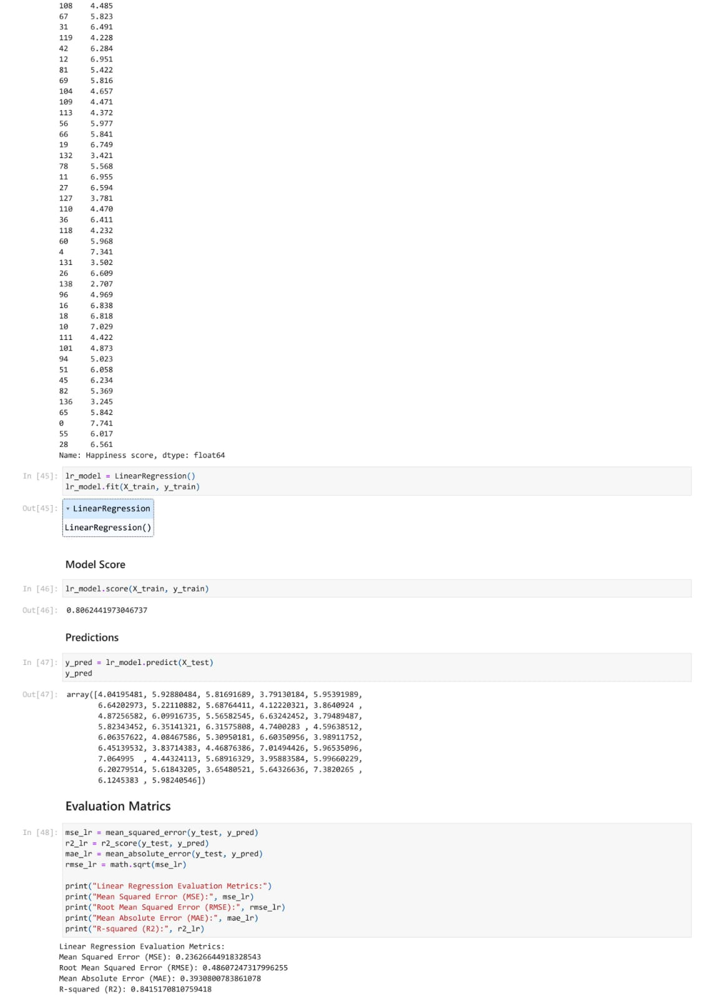 108    4.485
67     5.823
31     6.491
119    4.228
42     6.284
12     6.951
81     5.422
69     5.816
104    4.657
109    4.471
113    4.372
56     5.977
66     5.841
19     6.749
132    3.421
78     5.568
11     6.955
27     6.594
127    3.781
110    4.470
36     6.411
118    4.232
60     5.968
4      7.341
131    3.502
26     6.609
138    2.707
96     4.969
16     6.838
18     6.818
10     7.029
111    4.422
101    4.873
94     5.023
51     6.058
45     6.234
82     5.369
136    3.245
65     5.842
0      7.741
55     6.017
28     6.561
Name: Happiness score, dtype: float64
In [45]: lr_model = LinearRegression()
lr_model.fit(X_train, y_train)
Out[45]: ▾ LinearRegression
LinearRegression()
Model Score
In [46]: lr_model.score(X_train, y_train)
Out[46]: 0.8062441973046737
Predictions
In [47]: y_pred = lr_model.predict(X_test)
y_pred
Out[47]: array([4.04195481, 5.92880484, 5.81691689, 3.79130184, 5.95391989,
6.64202973, 5.22110882, 5.68764411, 4.12220321, 3.8640924 ,
4.87256582, 6.09916735, 5.56582545, 6.63242452, 3.79489487,
5.82343452, 6.35141321, 6.31575808, 4.7400283 , 4.59638512,
6.06357622, 4.08467586, 5.30950181, 6.60350956, 3.98911752,
6.45139532, 3.83714383, 4.46876386, 7.01494426, 5.96535096,
7.064995  , 4.44324113, 5.68916329, 3.95883584, 5.99660229,
6.20279514, 5.61843205, 3.65480521, 5.64326636, 7.3820265 ,
6.1245383 , 5.98240546])
Evaluation Matrics
In [48]: mse_lr = mean_squared_error(y_test, y_pred)
r2_lr = r2_score(y_test, y_pred)
mae_lr = mean_absolute_error(y_test, y_pred)
rmse_lr = math.sqrt(mse_lr)
print("Linear Regression Evaluation Metrics:")
print("Mean Squared Error (MSE):", mse_lr)
print("Root Mean Squared Error (RMSE):", rmse_lr)
print("Mean Absolute Error (MAE):", mae_lr)
print("R-squared (R2):", r2_lr)
Linear Regression Evaluation Metrics:
Mean Squared Error (MSE): 0.23626644918328543
Root Mean Squared Error (RMSE): 0.48607247317996255
Mean Absolute Error (MAE): 0.3930800783861078
R-squared (R2): 0.8415170810759418